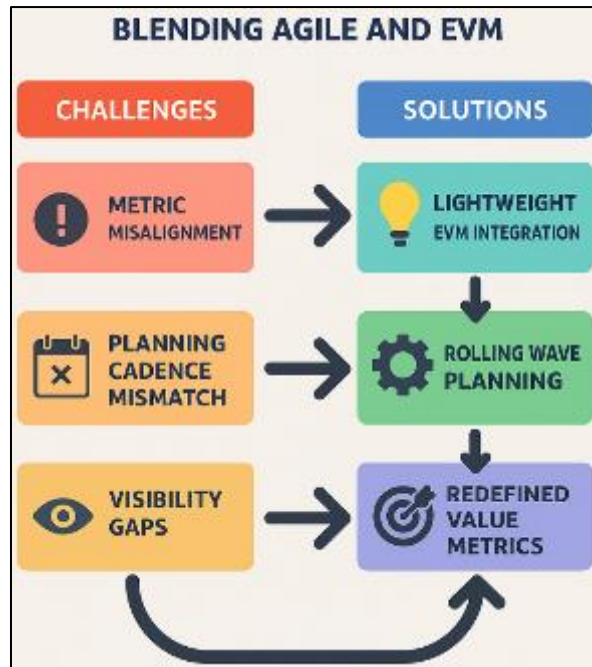 BLENDING AGILE AND EVM
CHALLENGES
SOLUTIONS
METRIC
MISALIGNMENT
LIGHTWEIGHT
EVM INTEGRATION
PLANNING
CADENCE
MISMATCH
ROLLING WAVE
PLANNING
VISIBILITY
GAPS
REDEFINED
VALUE
METRICS